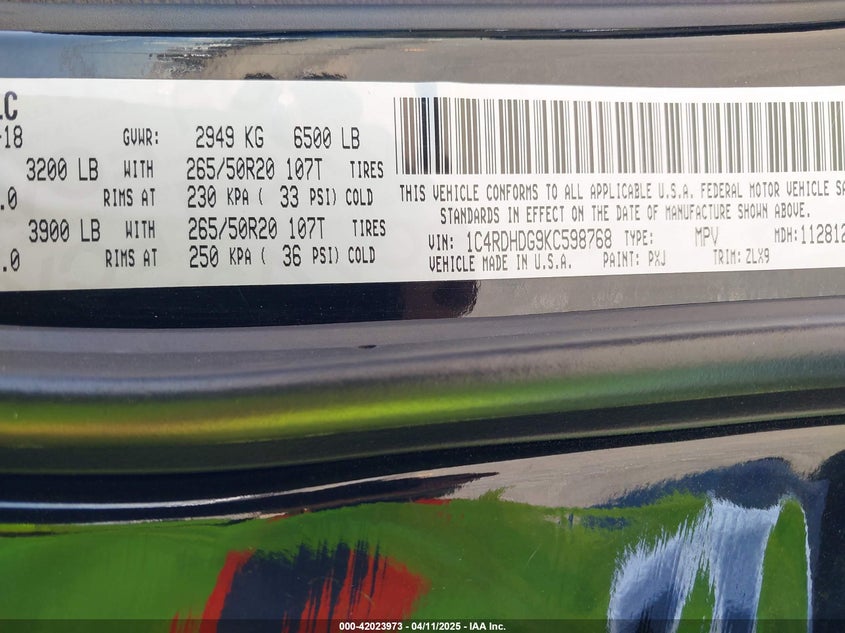 LC
-18 GVWR: 2949 KG 6500 LB
3200 LB WITH 265/50R20 107T TIRES
.0 RIMS AT 230 KPA ( 33 PSI) COLD
3900 LB WITH 265/50R20 107T TIRES
.0 RIMS AT 250 KPA ( 36 PSI) COLD
THIS VEHICLE CONFORMS TO ALL APPLICABLE U.S.A. FEDERAL MOTOR VEHICLE SA
STANDARDS IN EFFECT ON THE DATE OF MANUFACTURE SHOWN ABOVE.
VIN: 1C4RDHDG9KC598768 TYPE: MPV MDH: 112812
VEHICLE MADE IN U.S.A. PAINT: PXJ TRIM: ZLX9
000-42023973 - 04/11/2025 - IAA Inc.